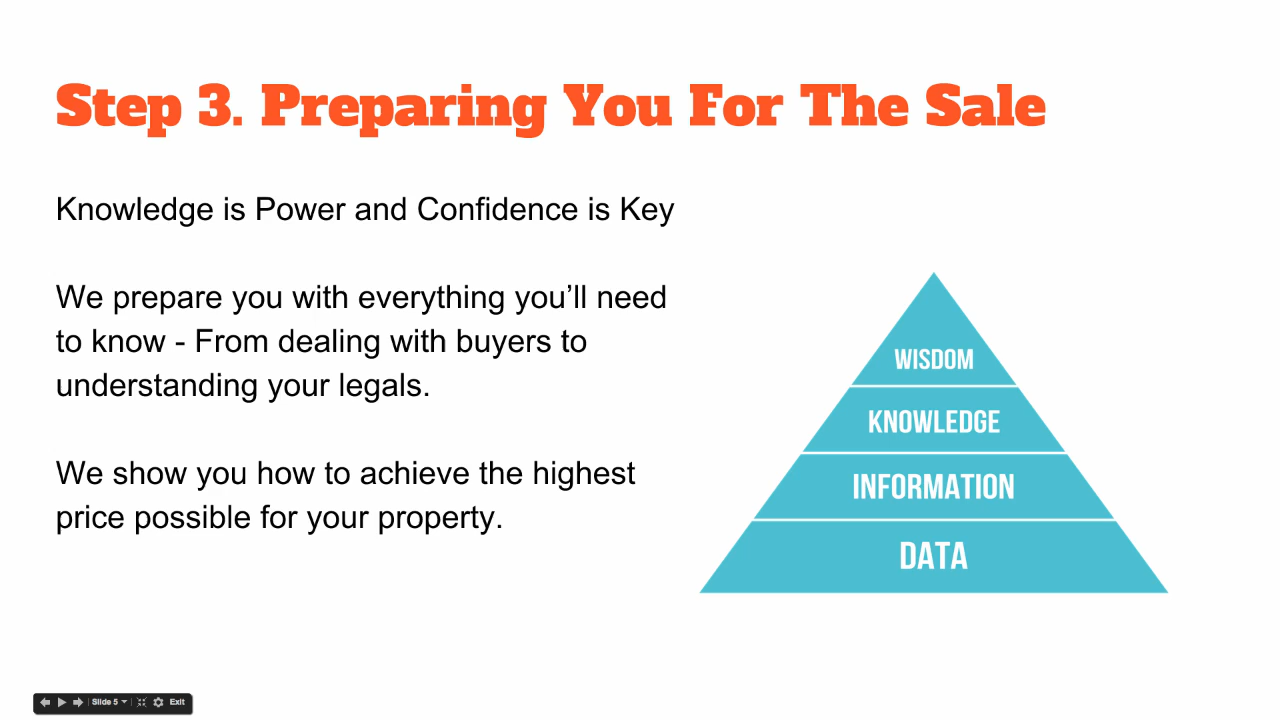 Step 3. Preparing You For The Sale
Knowledge is Power and Confidence is Key
We prepare you with everything you’ll need
to know - From dealing with buyers to
understanding your legals.
We show you how to achieve the highest
price possible for your property.
WISDOM
KNOWLEDGE
INFORMATION
DATA
Slide 5
Exit